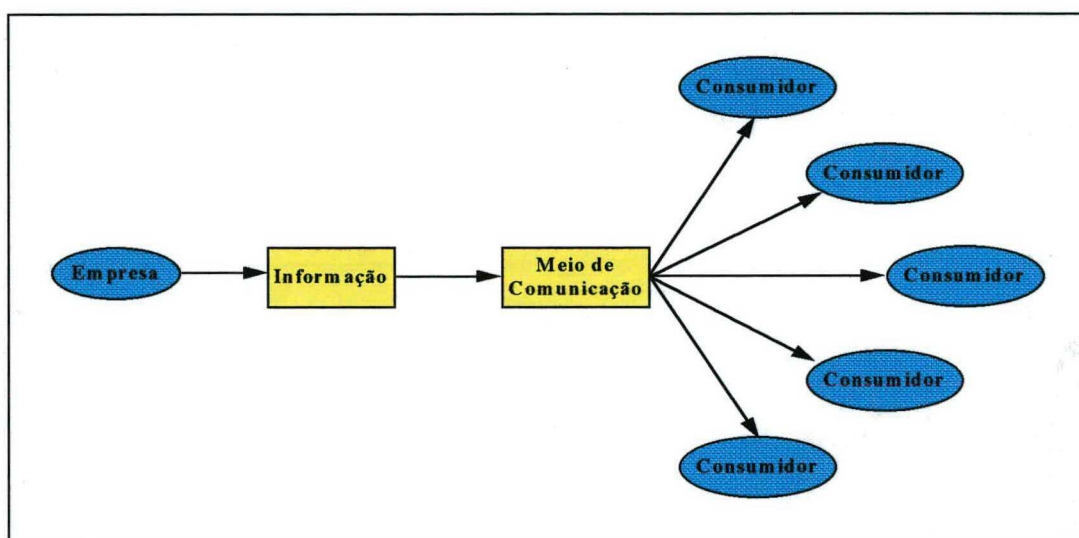 Consumidor
Consumidor
Empresa
Informação
Meio de
Comunicação
Consumidor
Consumidor
Consumidor